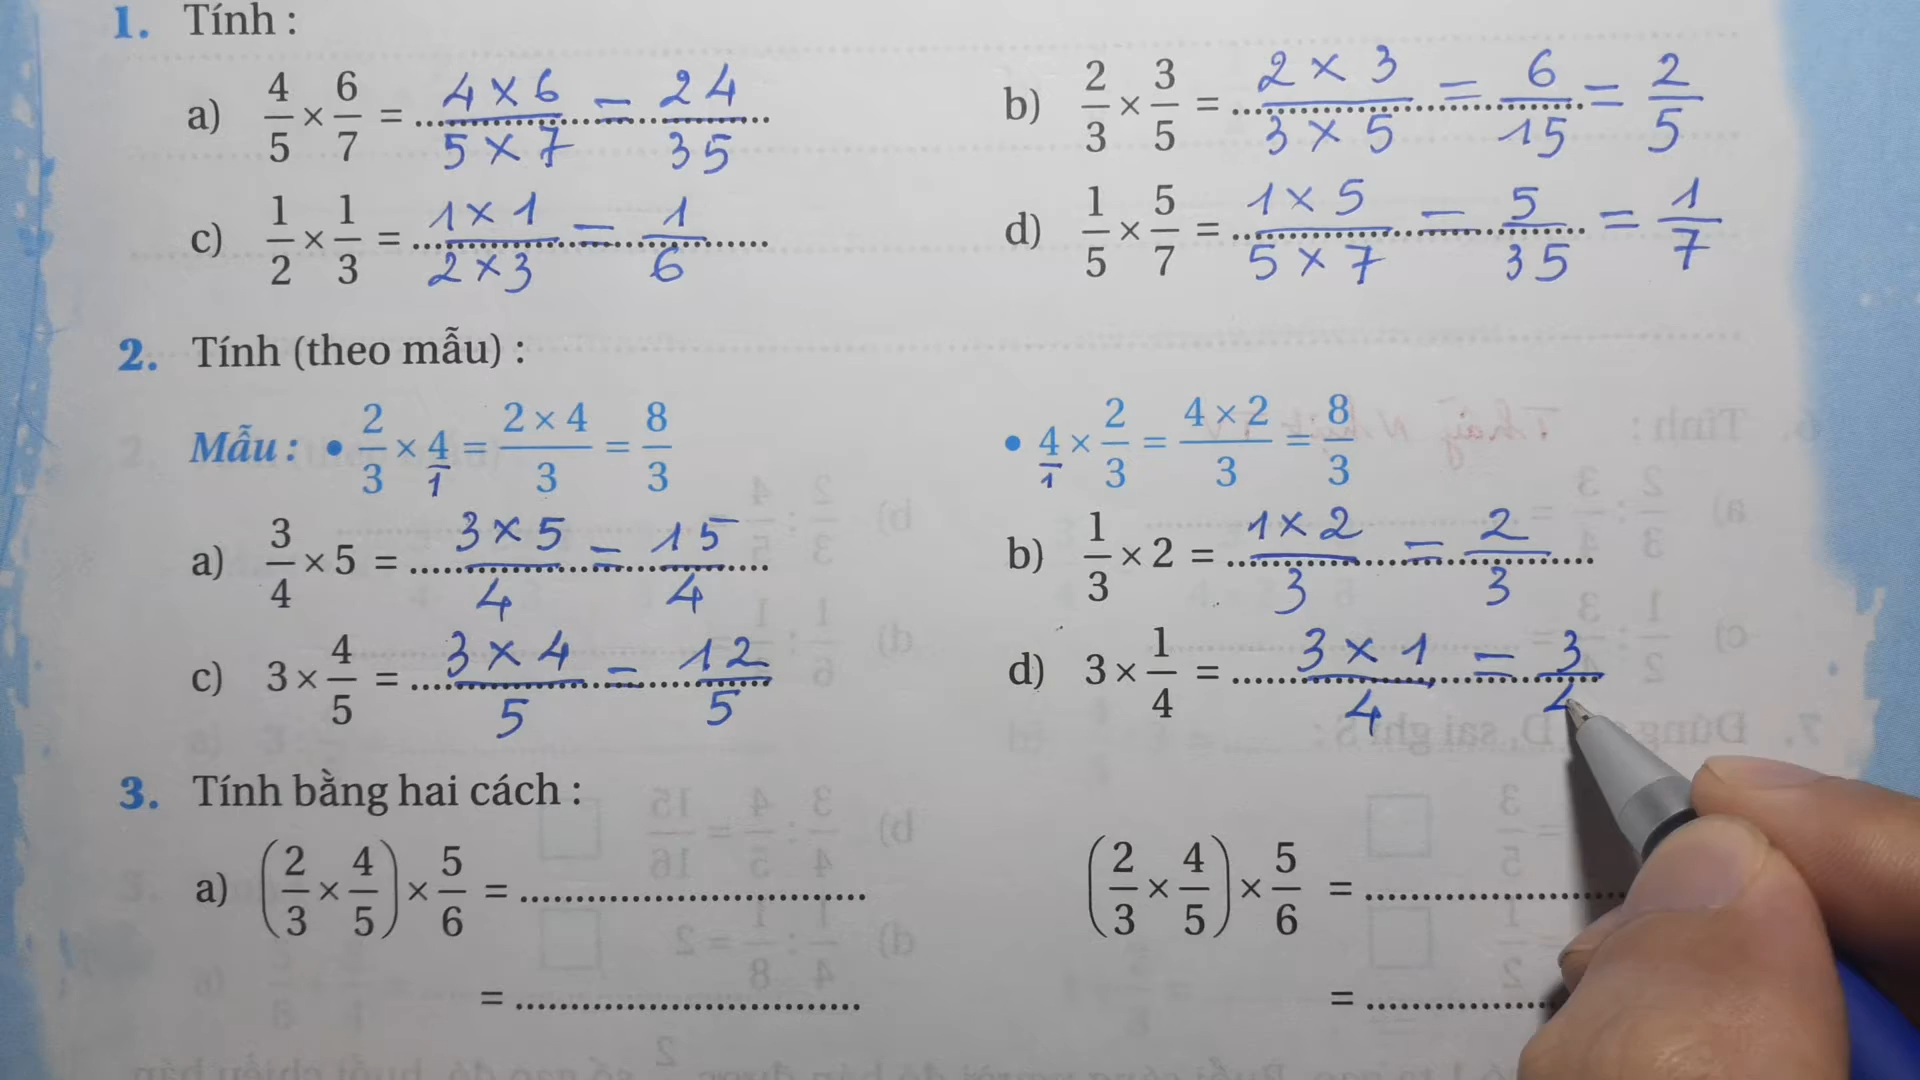 1. Tính :
a) 4/5 × 6/7 = 4 × 6 / 5 × 7 = 24/35
b) 2/3 × 3/5 = 2 × 3 / 3 × 5 = 6/15 = 2/5
c) 1/2 × 1/3 = 1 × 1 / 2 × 3 = 1/6
d) 1/5 × 5/7 = 1 × 5 / 5 × 7 = 5/35 = 1/7
2. Tính (theo mẫu) :
Mẫu : • 2/3 × 4/1 = 2 × 4 / 3 = 8/3
• 4/1 × 2/3 = 4 × 2 / 3 = 8/3
a) 3/4 × 5 = 3 × 5 / 4 = 15/4
b) 1/3 × 2 = 1 × 2 / 3 = 2/3
c) 3 × 4/5 = 3 × 4 / 5 = 12/5
d) 3 × 1/4 = 3 × 1 / 4 = 3/4
3. Tính bằng hai cách :
a) (2/3 × 4/5) × 5/6 = ..............................
(2/3 × 4/5) × 5/6 = ....................
= ..............................
= ....................